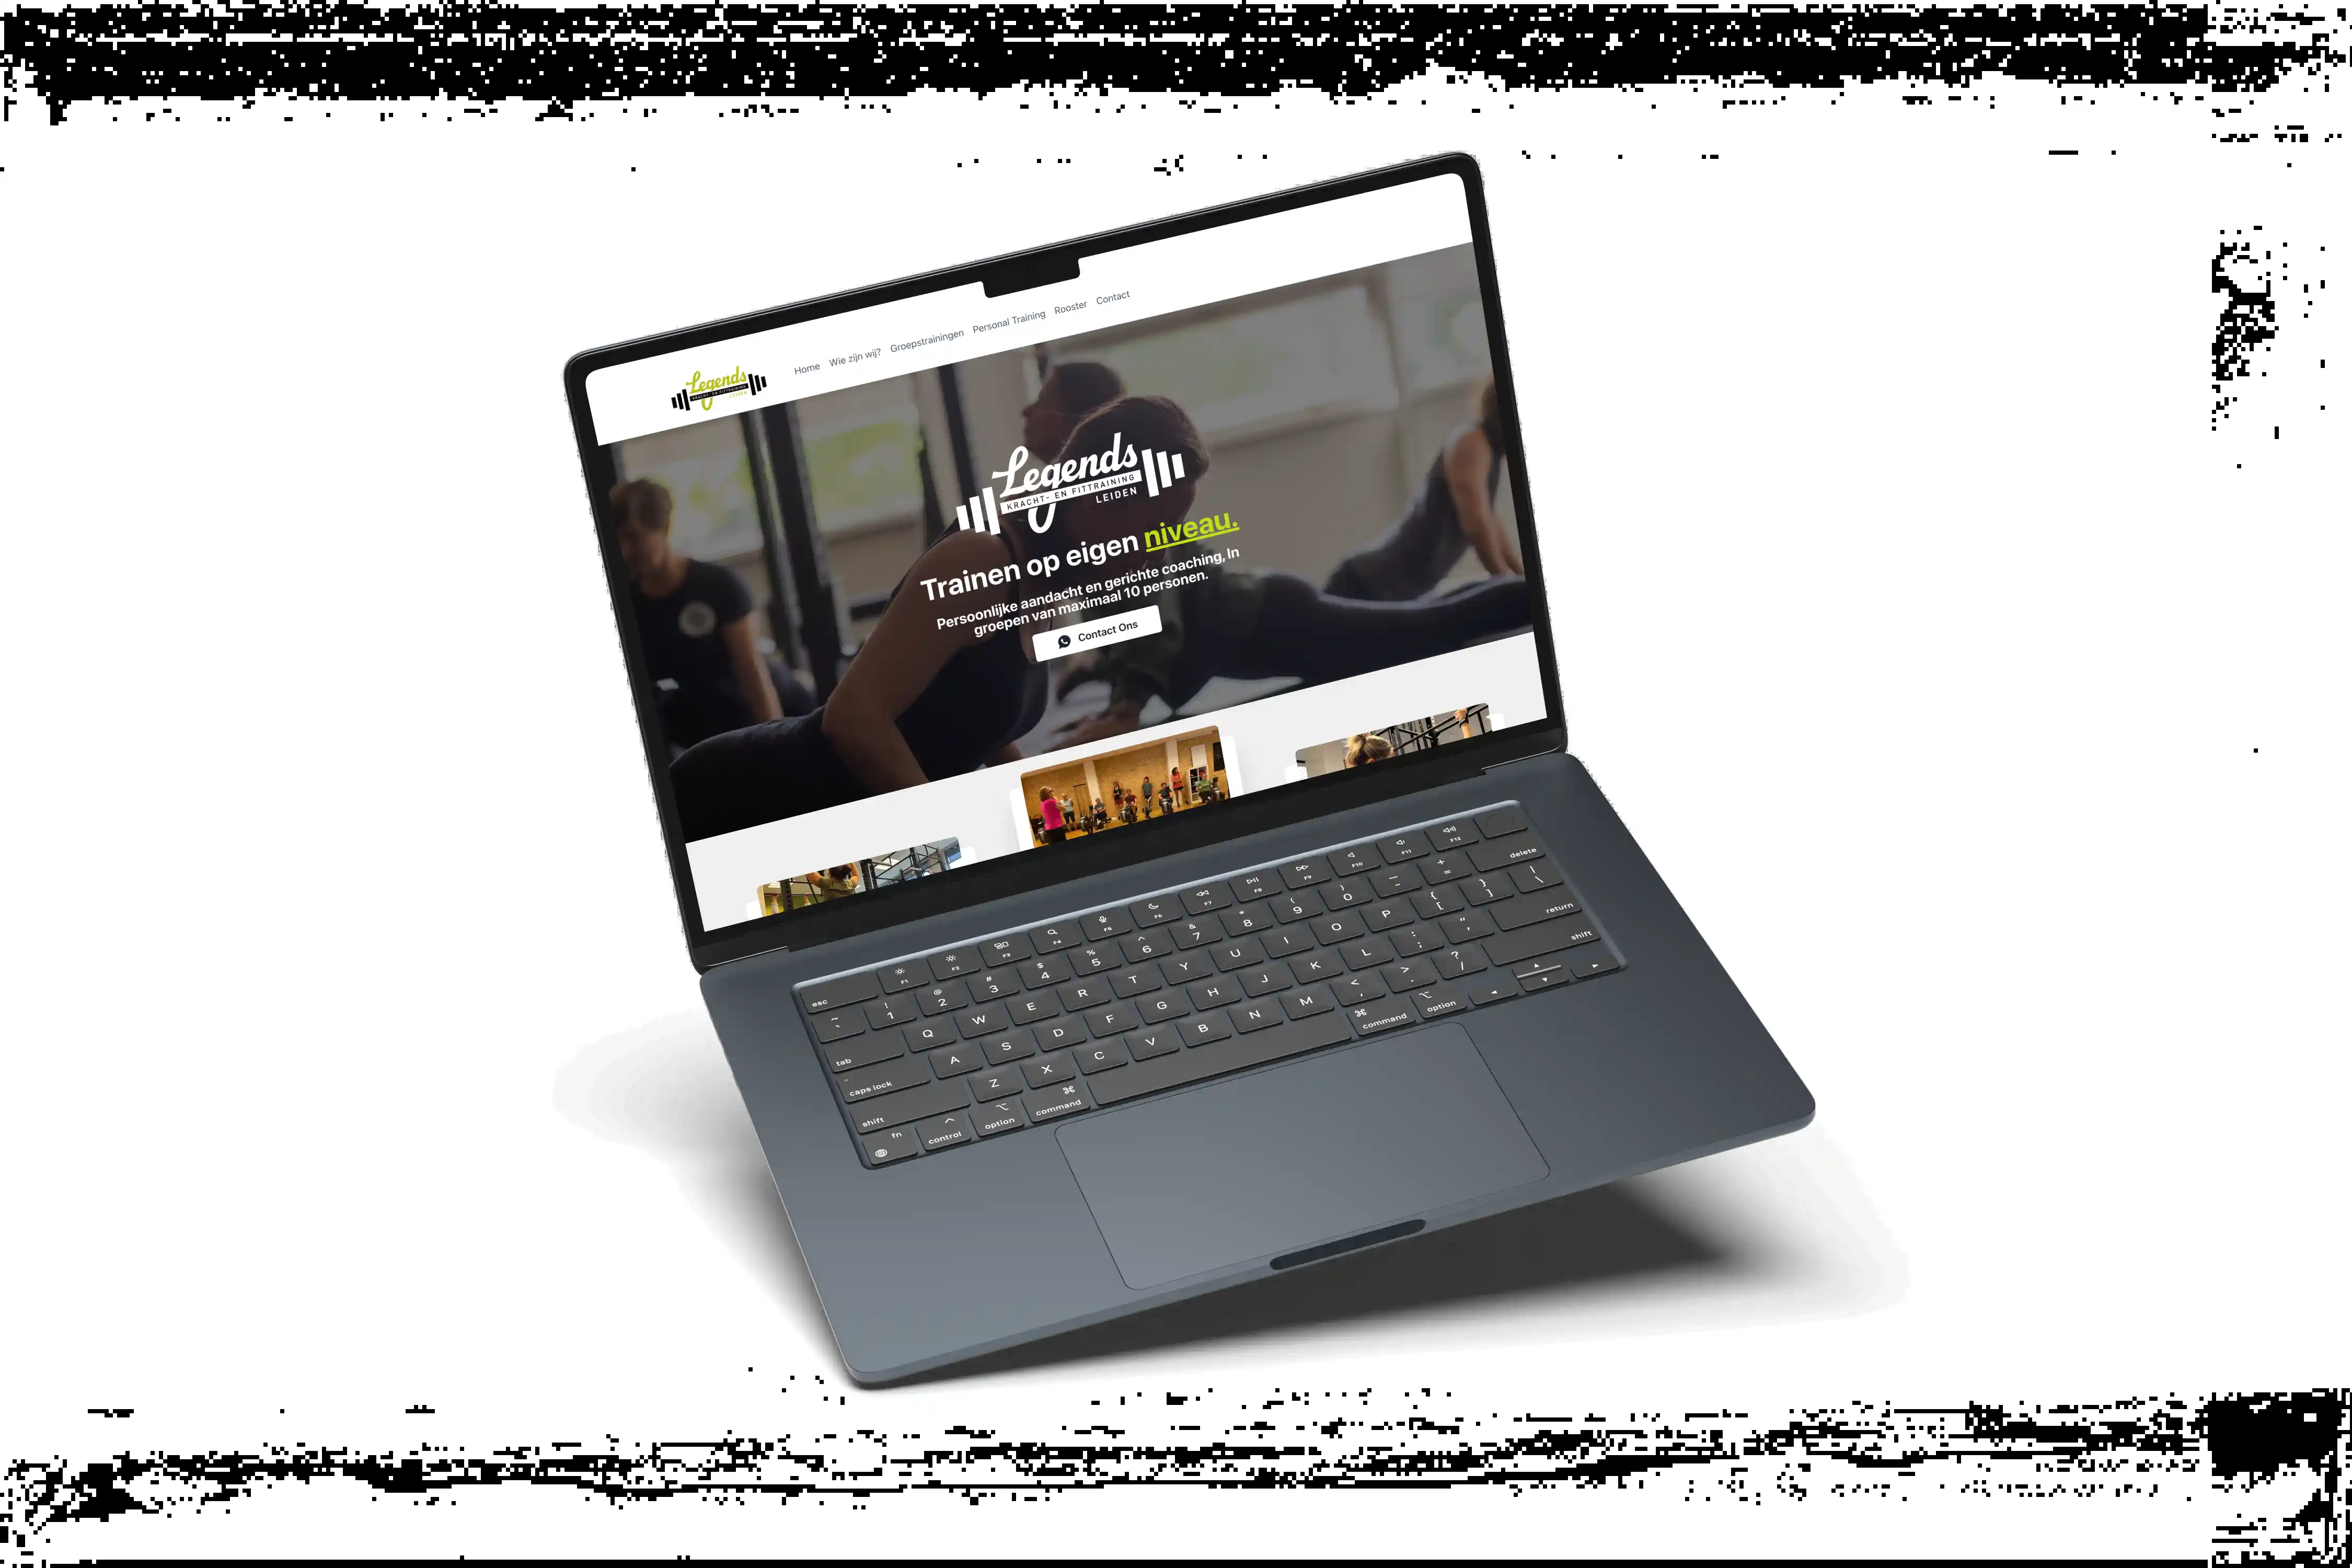 Home Wie zijn wij? Groepstrainingen Personal Training Rooster Contact
Legends
KRACHT- EN FITTRAINING
LEIDEN
Legends
KRACHT- EN FITTRAINING
LEIDEN
Trainen op eigen niveau.
Persoonlijke aandacht en gerichte coaching, In
groepen van maximaal 10 personen.
Contact Ons
esc F1 F2 F3 F4 F5 F6 F7 F8 F9 F10 F11 F12
~ ` ! 1 @ 2 # 3 $ 4 % 5 ^ 6 & 7 * 8 ( 9 ) 0 — - + = delete
tab Q W E R T Y U I O P { [ } ] | \
caps lock A S D F G H J K L : ; " ' return
shift Z X C V B N M < , > . ? / shift
fn control option command command option